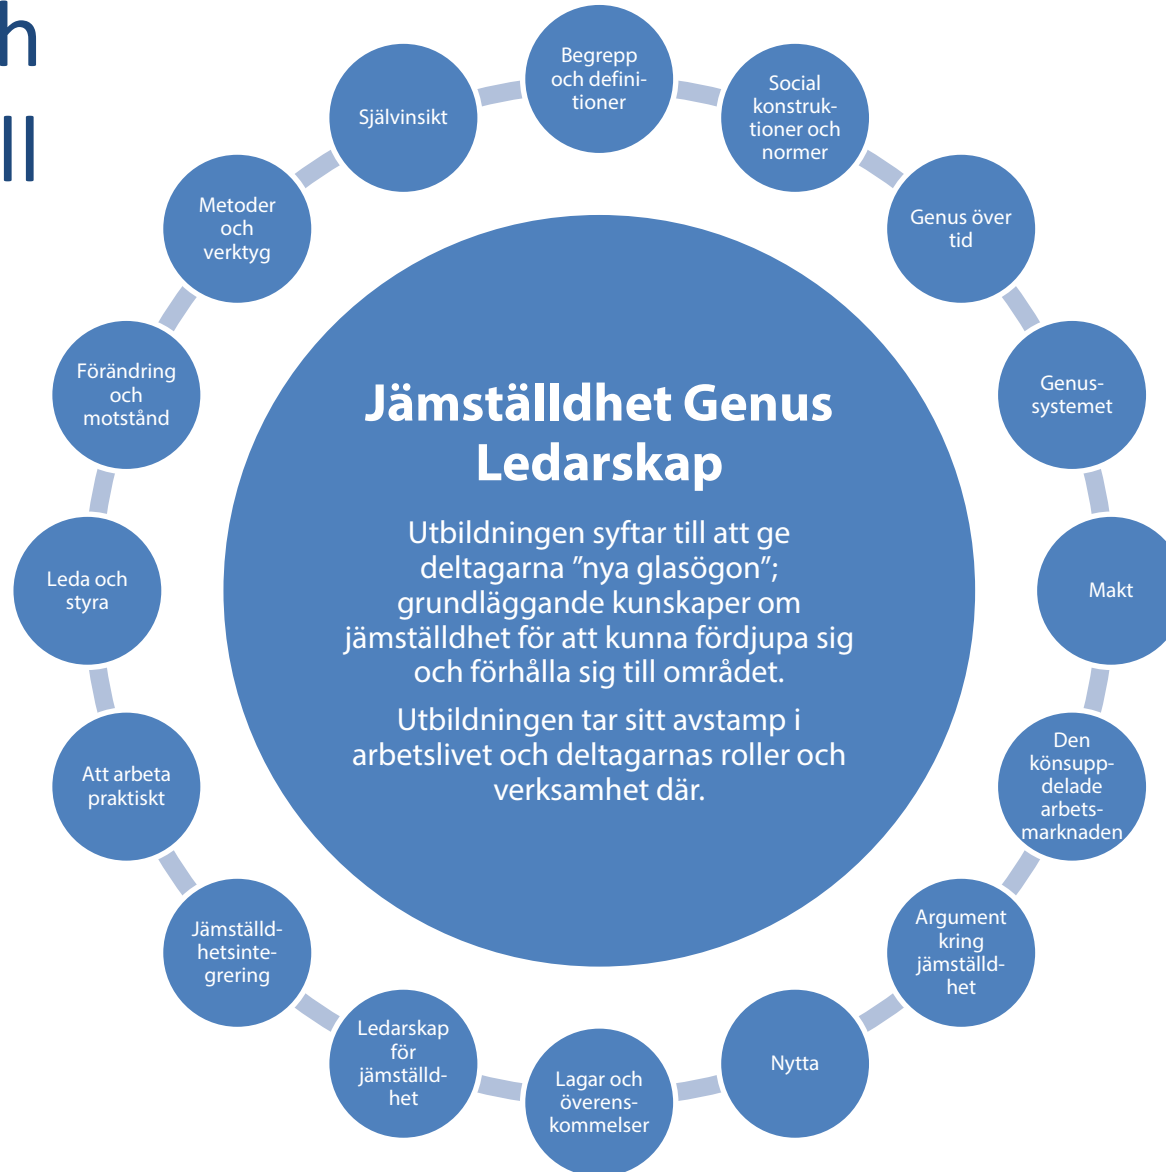 h
ll
Begrepp
och defini-
tioner
Social
konstruk-
tioner och
normer
Genus över
tid
Genus-
systemet
Makt
Den
könsupp-
delade
arbets-
marknaden
Argument
kring
jämställd-
het
Nytta
Lagar och
överens-
kommelser
Ledarskap
för
jämställd-
het
Jämställd-
hetsinte-
grering
Att arbeta
praktiskt
Leda och
styra
Förändring
och
motstånd
Metoder
och
verktyg
Självinsikt
Jämställdhet Genus
Ledarskap
Utbildningen syftar till att ge
deltagarna ”nya glasögon”;
grundläggande kunskaper om
jämställdhet för att kunna fördjupa sig
och förhålla sig till området.
Utbildningen tar sitt avstamp i
arbetslivet och deltagarnas roller och
verksamhet där.